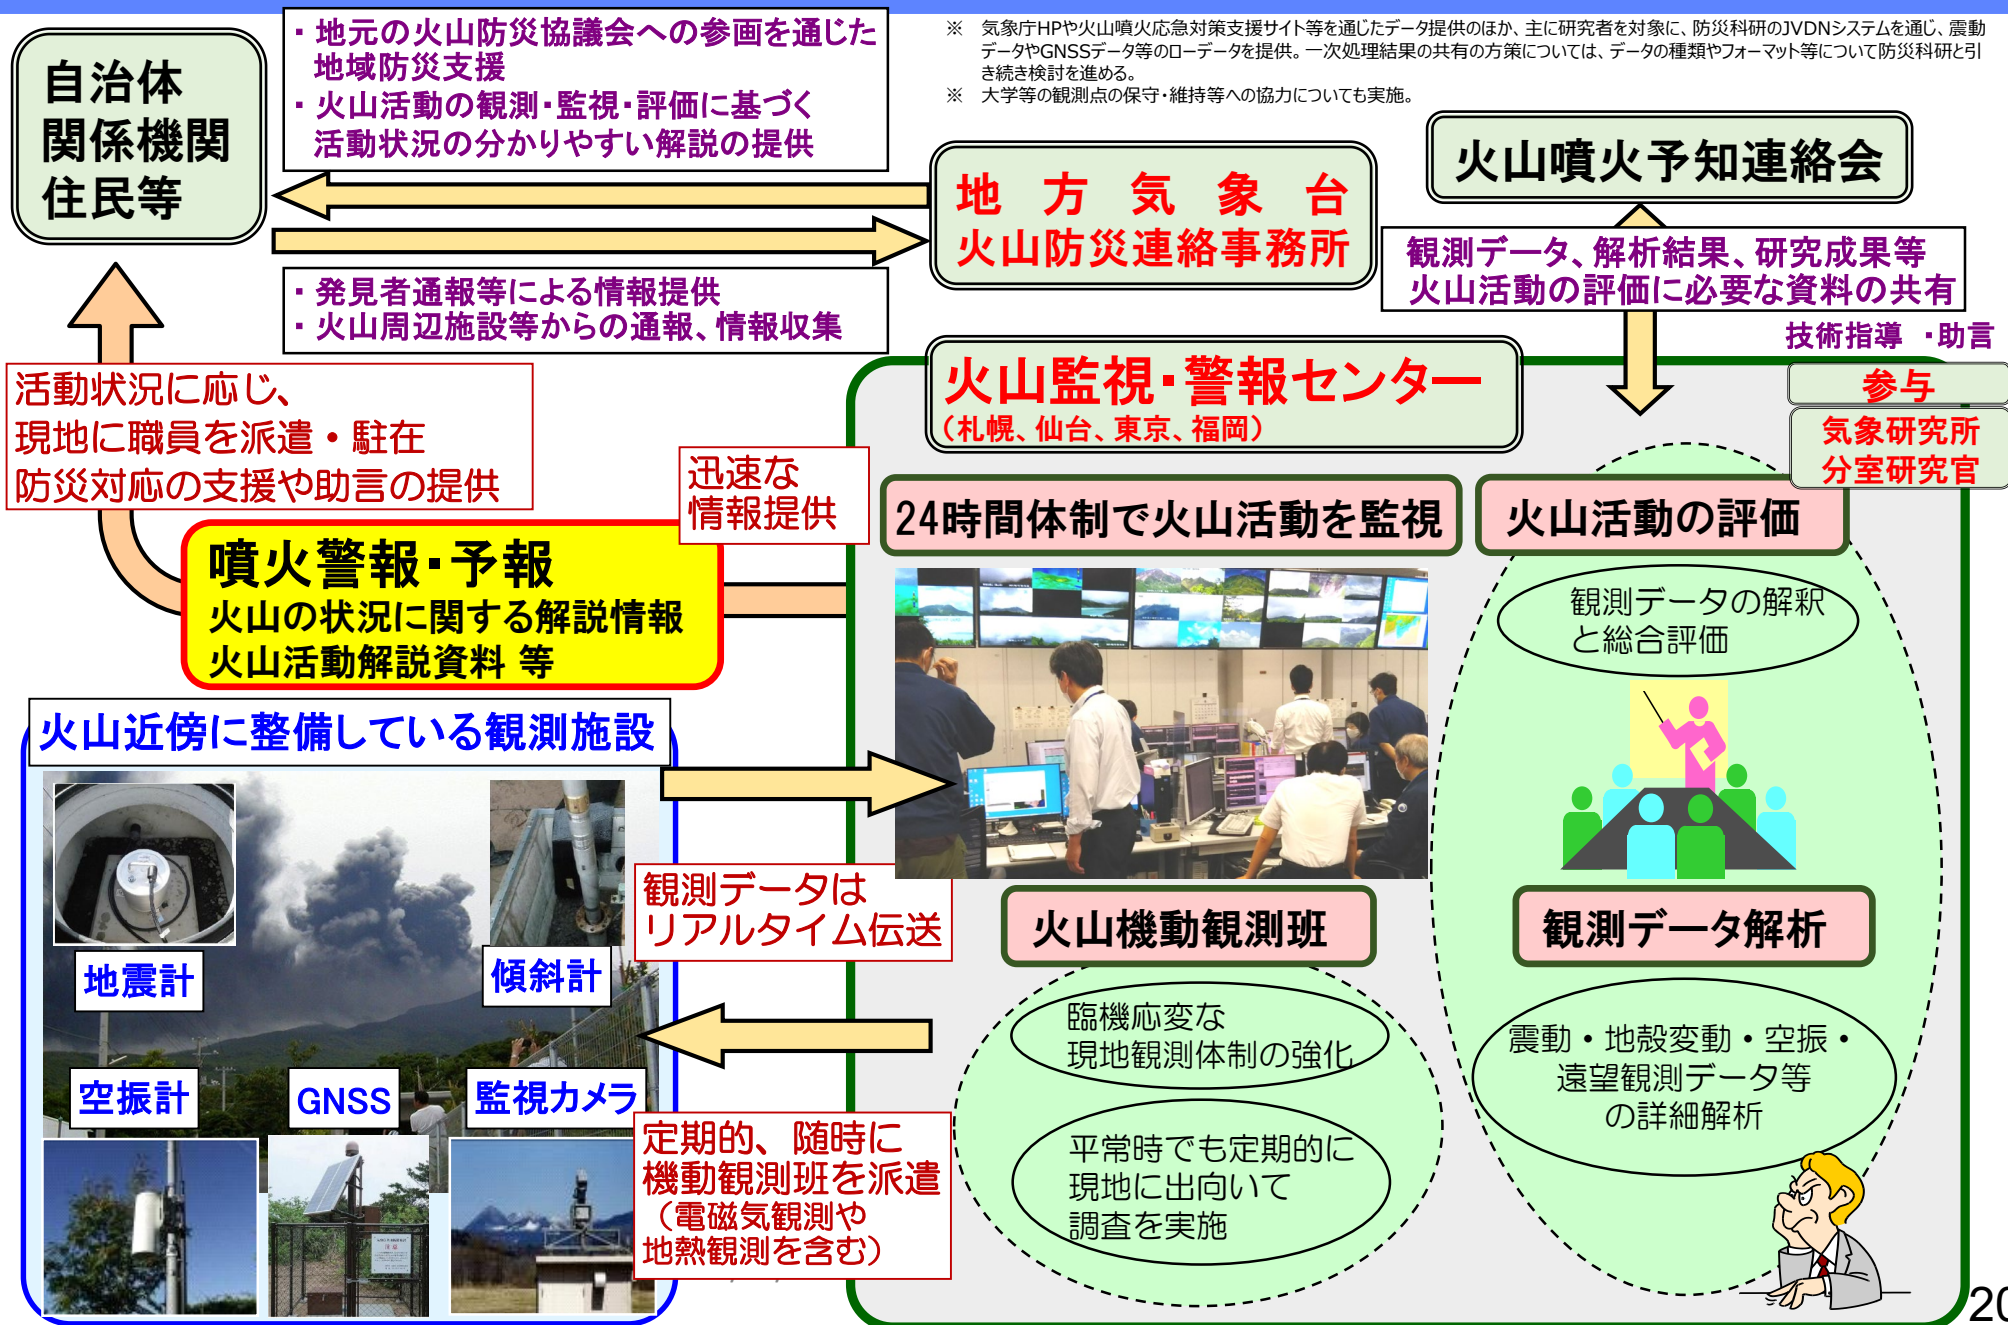 ・地元の火山防災協議会への参画を通じた
地域防災支援
・火山活動の観測・監視・評価に基づく
活動状況の分かりやすい解説の提供
※　気象庁HPや火山噴火応急対策支援サイト等を通じたデータ提供のほか、主に研究者を対象に、防災科研のJVDNシステムを通じ、震動
データやGNSSデータ等のローデータを提供。一次処理結果の共有の方策については、データの種類やフォーマット等について防災科研と引
き続き検討を進める。
※　大学等の観測点の保守・維持等への協力についても実施。
自治体
関係機関
住民等
地方気象台
火山防災連絡事務所
火山噴火予知連絡会
観測データ、解析結果、研究成果等
火山活動の評価に必要な資料の共有
・発見者通報等による情報提供
・火山周辺施設等からの通報、情報収集
技術指導・助言
参与
気象研究所
分室研究官
火山監視・警報センター
（札幌、仙台、東京、福岡）
活動状況に応じ、
現地に職員を派遣・駐在
防災対応の支援や助言の提供
迅速な
情報提供
24時間体制で火山活動を監視
火山活動の評価
噴火警報・予報
火山の状況に関する解説情報
火山活動解説資料 等
観測データの解釈
と総合評価
火山近傍に整備している観測施設
観測データは
リアルタイム伝送
地震計
傾斜計
火山機動観測班
観測データ解析
臨機応変な
現地観測体制の強化
震動・地殻変動・空振・
遠望観測データ等
の詳細解析
空振計
GNSS
監視カメラ
定期的、随時に
機動観測班を派遣
（電磁気観測や
地熱観測を含む）
平常時でも定期的に
現地に出向いて
調査を実施
20